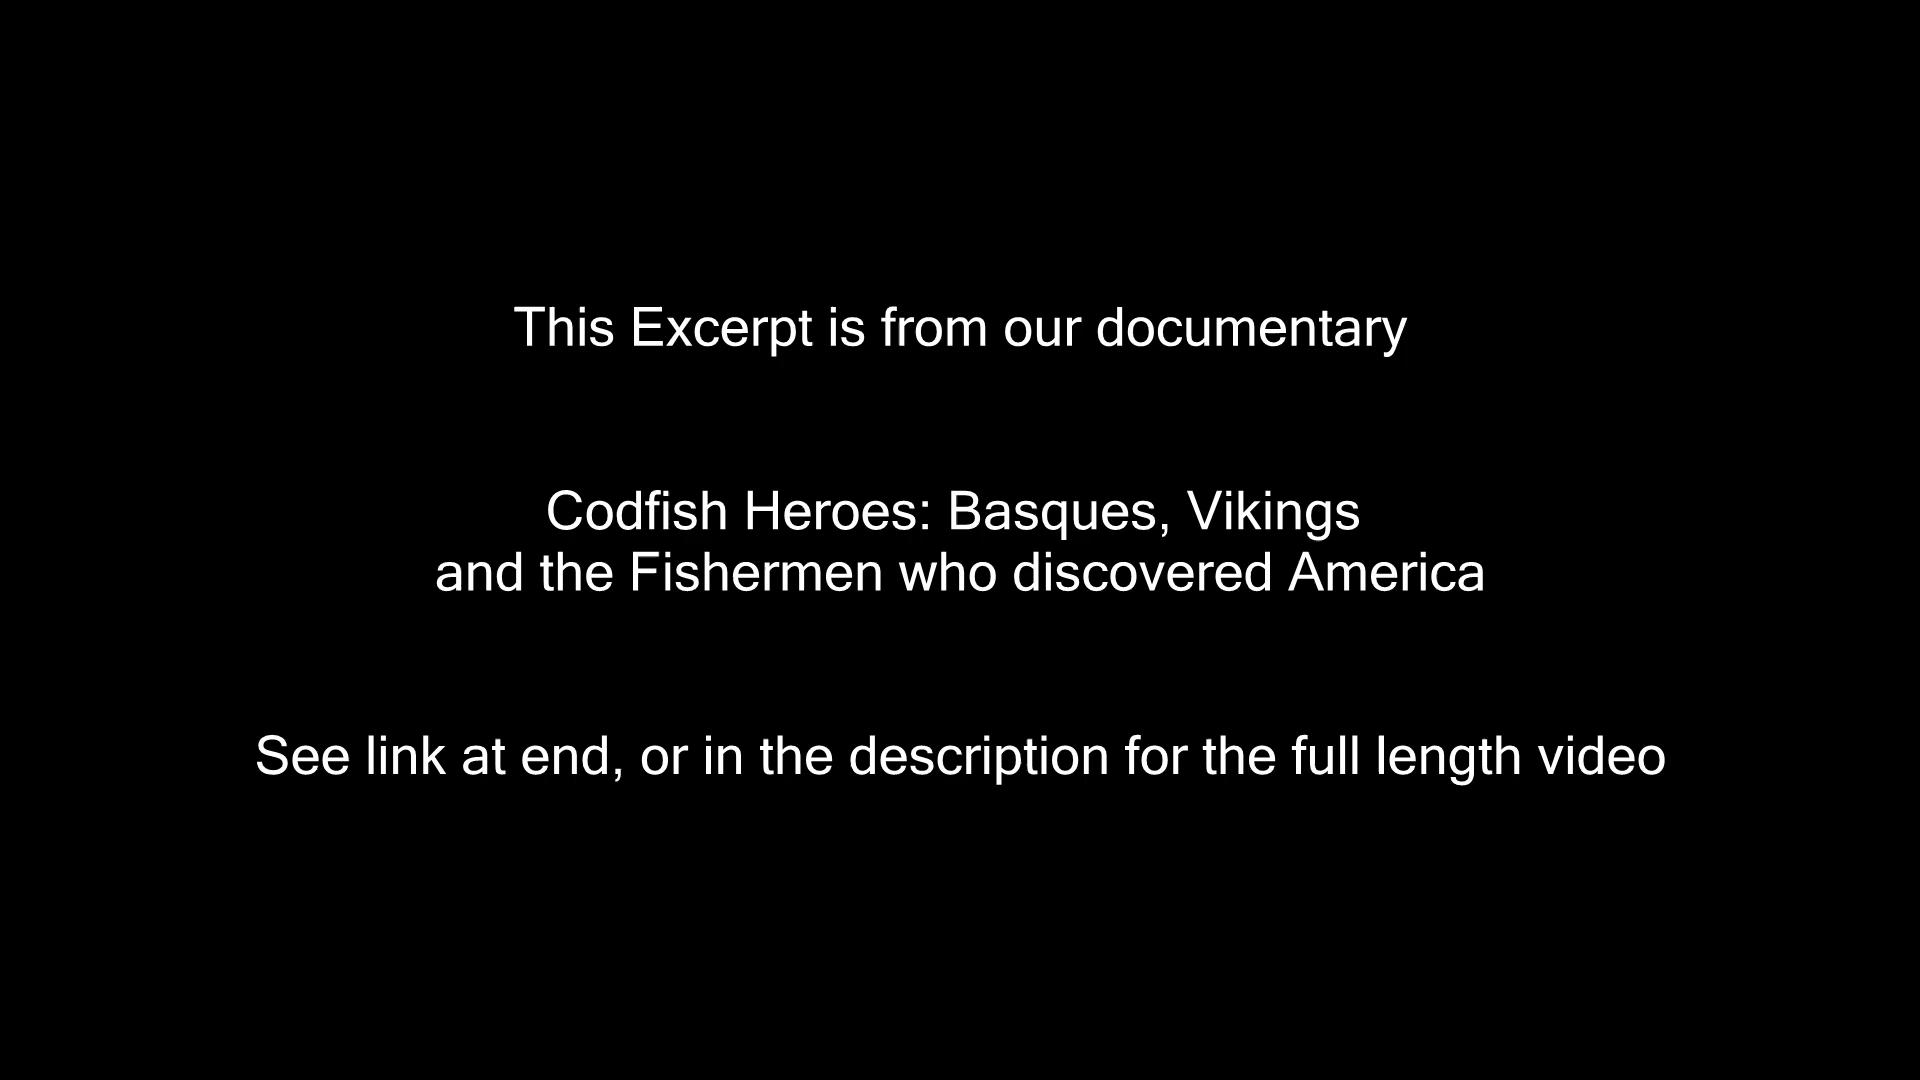 This Excerpt is from our documentary
Codfish Heroes: Basques, Vikings
and the Fishermen who discovered America
See link at end, or in the description for the full length video